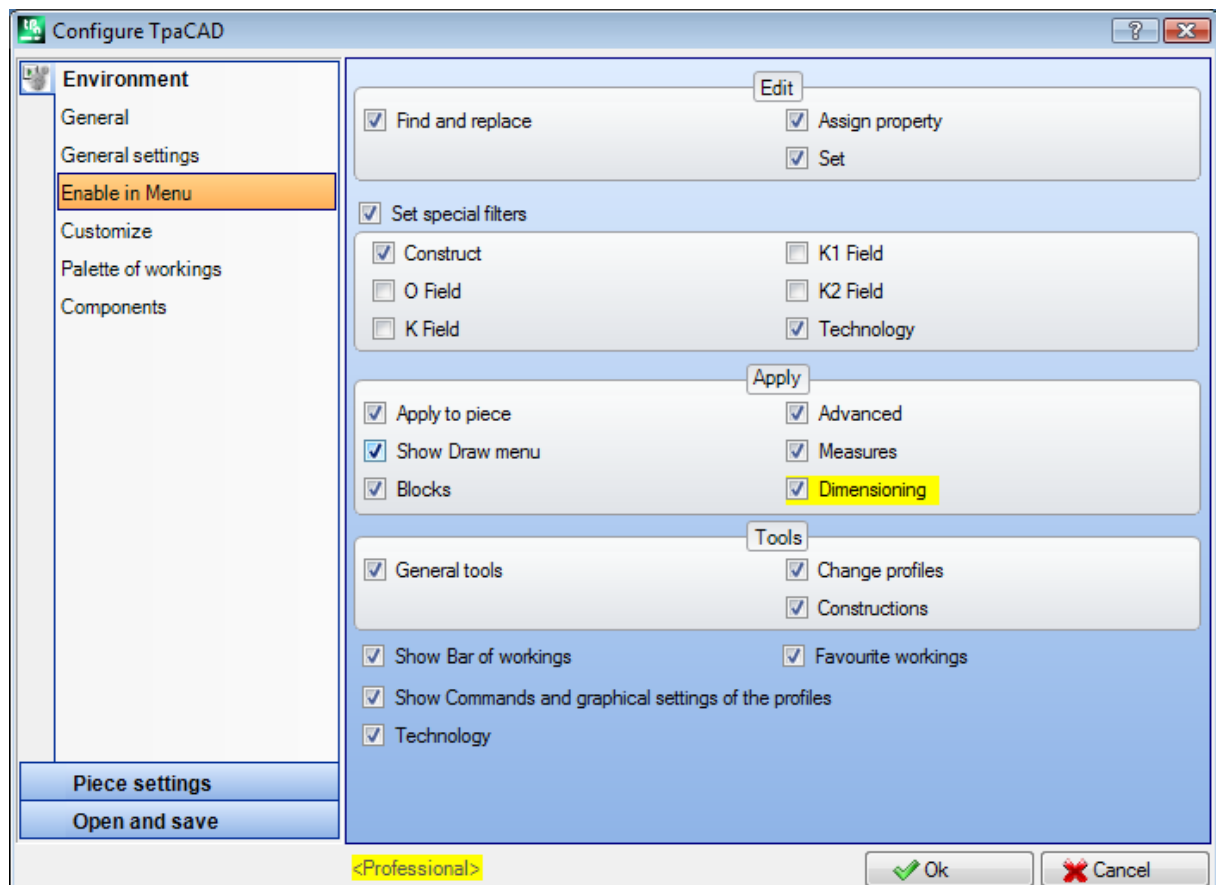 Configure TpaCAD
Environment
General
General settings
Enable in Menu
Customize
Palette of workings
Components
Piece settings
Open and save
Edit
Find and replace
Assign property
Set
Set special filters
Construct
K1 Field
O Field
K2 Field
K Field
Technology
Apply
Apply to piece
Advanced
Show Draw menu
Measures
Blocks
Dimensioning
Tools
General tools
Change profiles
Constructions
Show Bar of workings
Favourite workings
Show Commands and graphical settings of the profiles
Technology
<Professional>
Ok
Cancel